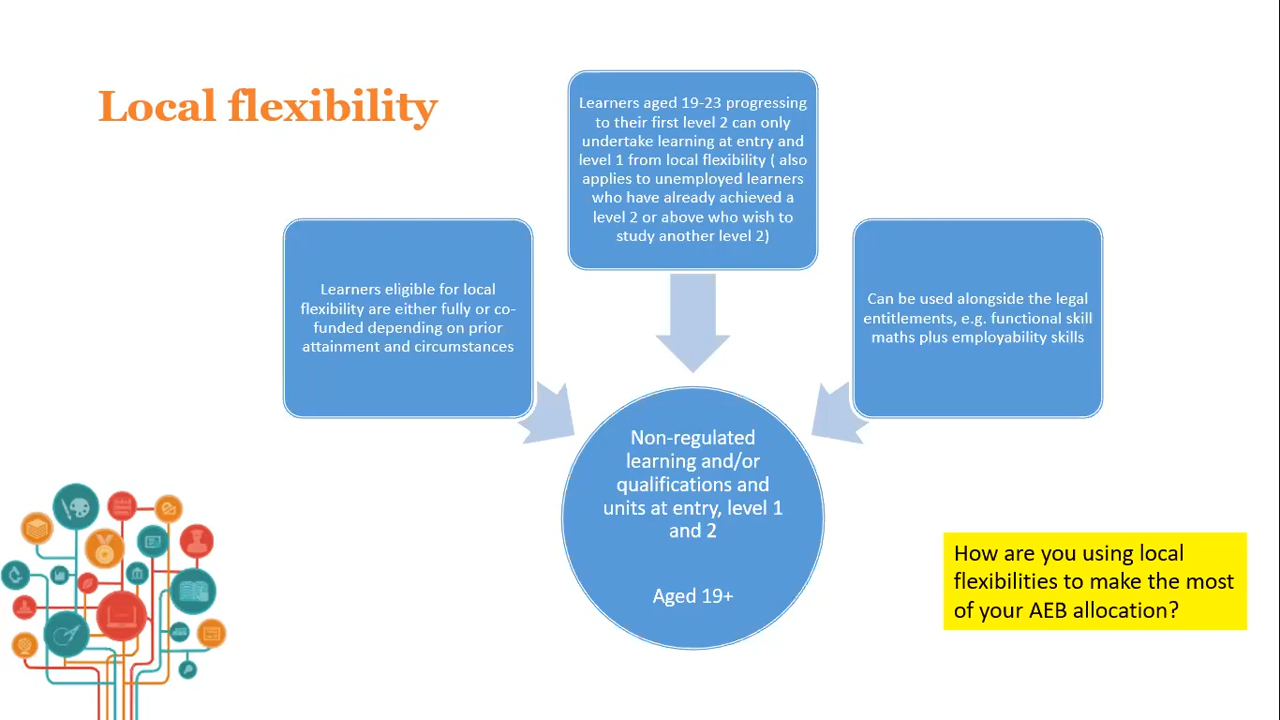 Local flexibility
Learners aged 19-23 progressing
to their first level 2 can only
undertake learning at entry and
level 1 from local flexibility ( also
applies to unemployed learners
who have already achieved a
level 2 or above who wish to
study another level 2)
Learners eligible for local
flexibility are either fully or co-
funded depending on prior
attainment and circumstances
Can be used alongside the legal
entitlements, e.g. functional skill
maths plus employability skills
Non-regulated
learning and/or
qualifications and
units at entry, level 1
and 2
Aged 19+
How are you using local
flexibilities to make the most
of your AEB allocation?